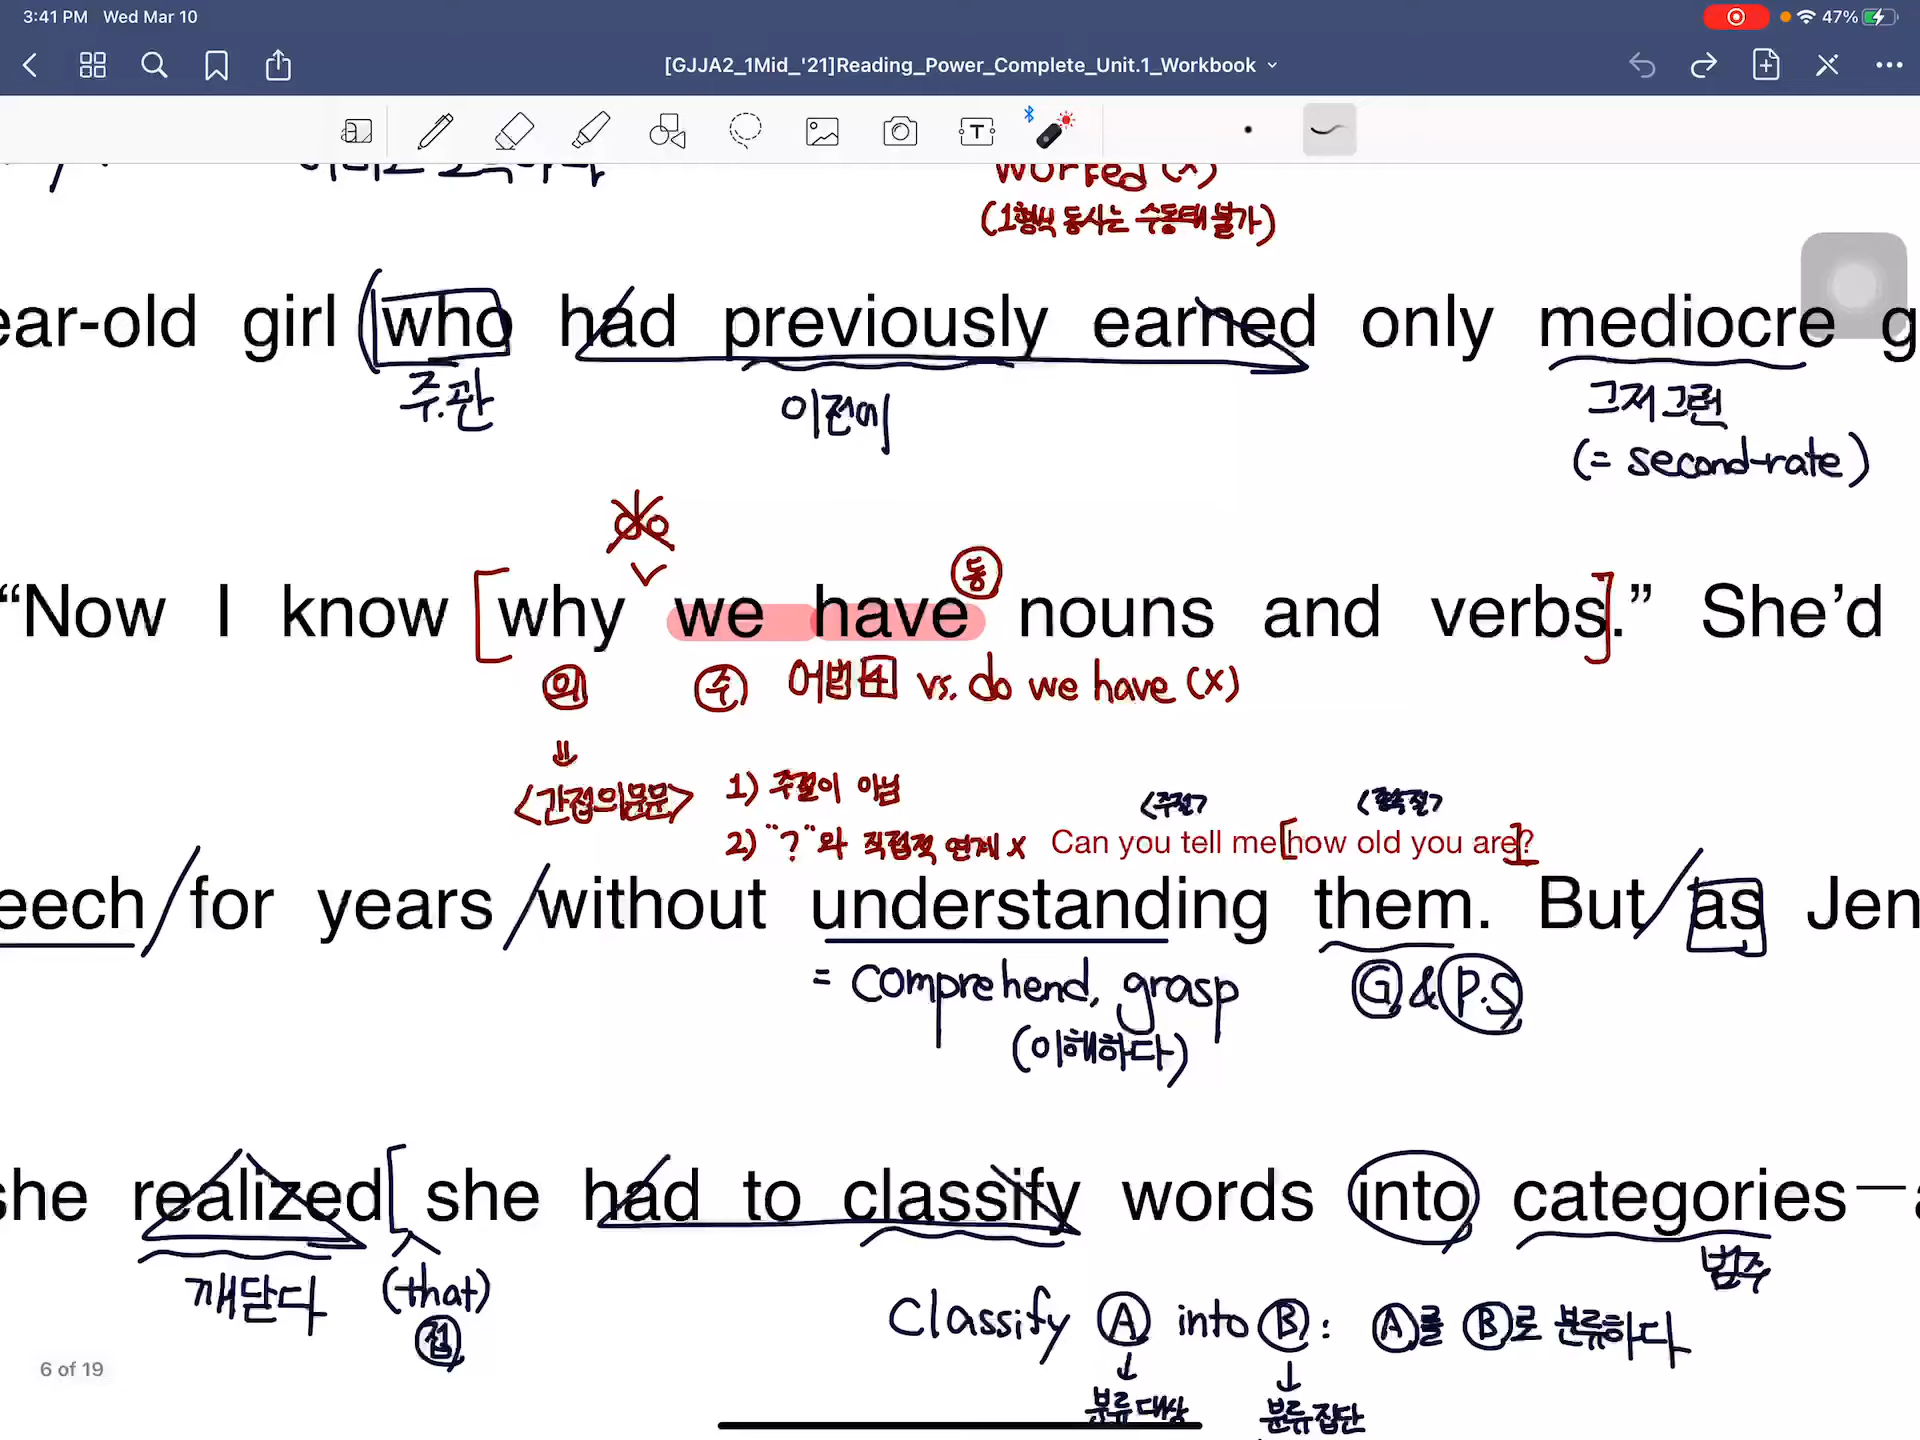 3:41 PM Wed Mar 10
47%
[GJJA2_1Mid_'21]Reading_Power_Complete_Unit.1_Workbook
worked (x)
(1형식 동사는 수동태 불가)
ear-old girl (who had previously earned only mediocre g
주.관
이전에
그저그런
(= second-rate)
do
동
“Now I know [why we have nouns and verbs].” She’d
의
주
어법 4 vs. do we have (x)
⇓
<간접의문문>
1) 주절이 아님
<주절>
<종속절>
2) "?"와 직접적 연계 x
Can you tell me [how old you are]?
eech / for years / without understanding them. But / as Jen
= comprehend, grasp
(이해하다)
G & P.S
she realized [ she had to classify words into categories—a
깨닫다
(that)
접
범주
Classify A into B : A를 B로 분류하다
↓ ↓
분류대상
분류집단
6 of 19